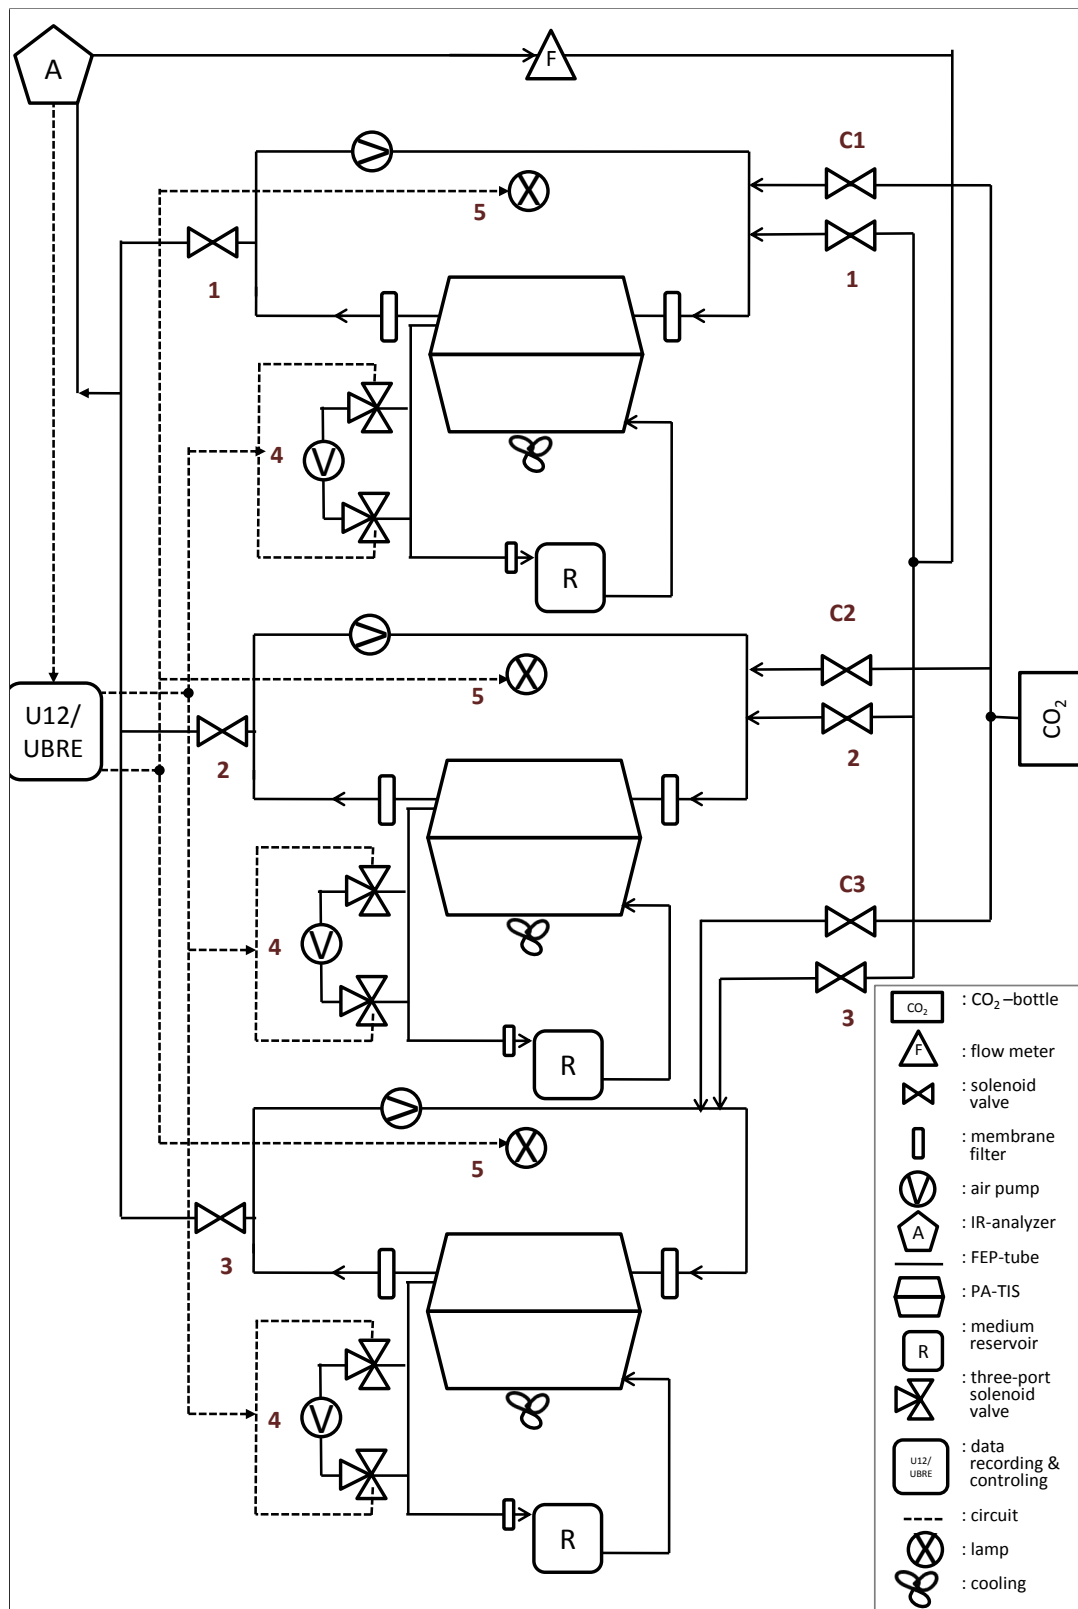 A
F
C1
5
1
1
4
R
C2
5
U12/
UBRE
CO₂
2
2
C3
4
3
R
5
3
4
R
CO₂ : CO₂ –bottle
F : flow meter
: solenoid
valve
: membrane
filter
: air pump
A : IR-analyzer
: FEP-tube
: PA-TIS
: medium
reservoir
R
: three-port
solenoid
valve
: data
recording &
controling
U12/
UBRE
: circuit
: lamp
: cooling